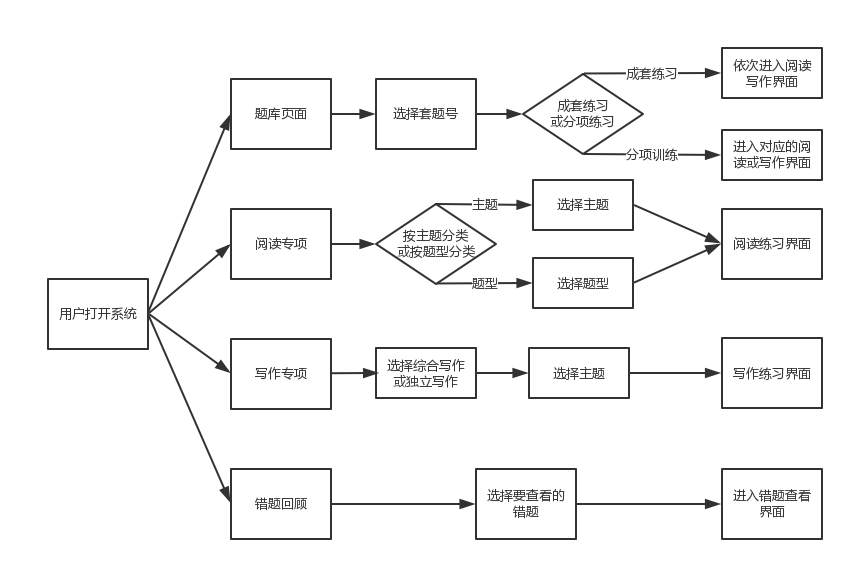 成套练习
依次进入阅读
写作界面
题库页面
选择套题号
成套练习
或分项练习
分项训练
进入对应的阅
读或写作界面
主题
选择主题
阅读专项
按主题分类
或按题型分类
阅读练习界面
题型
选择题型
用户打开系统
写作专项
选择综合写作
或独立写作
选择主题
写作练习界面
错题回顾
选择要查看的
错题
进入错题查看
界面